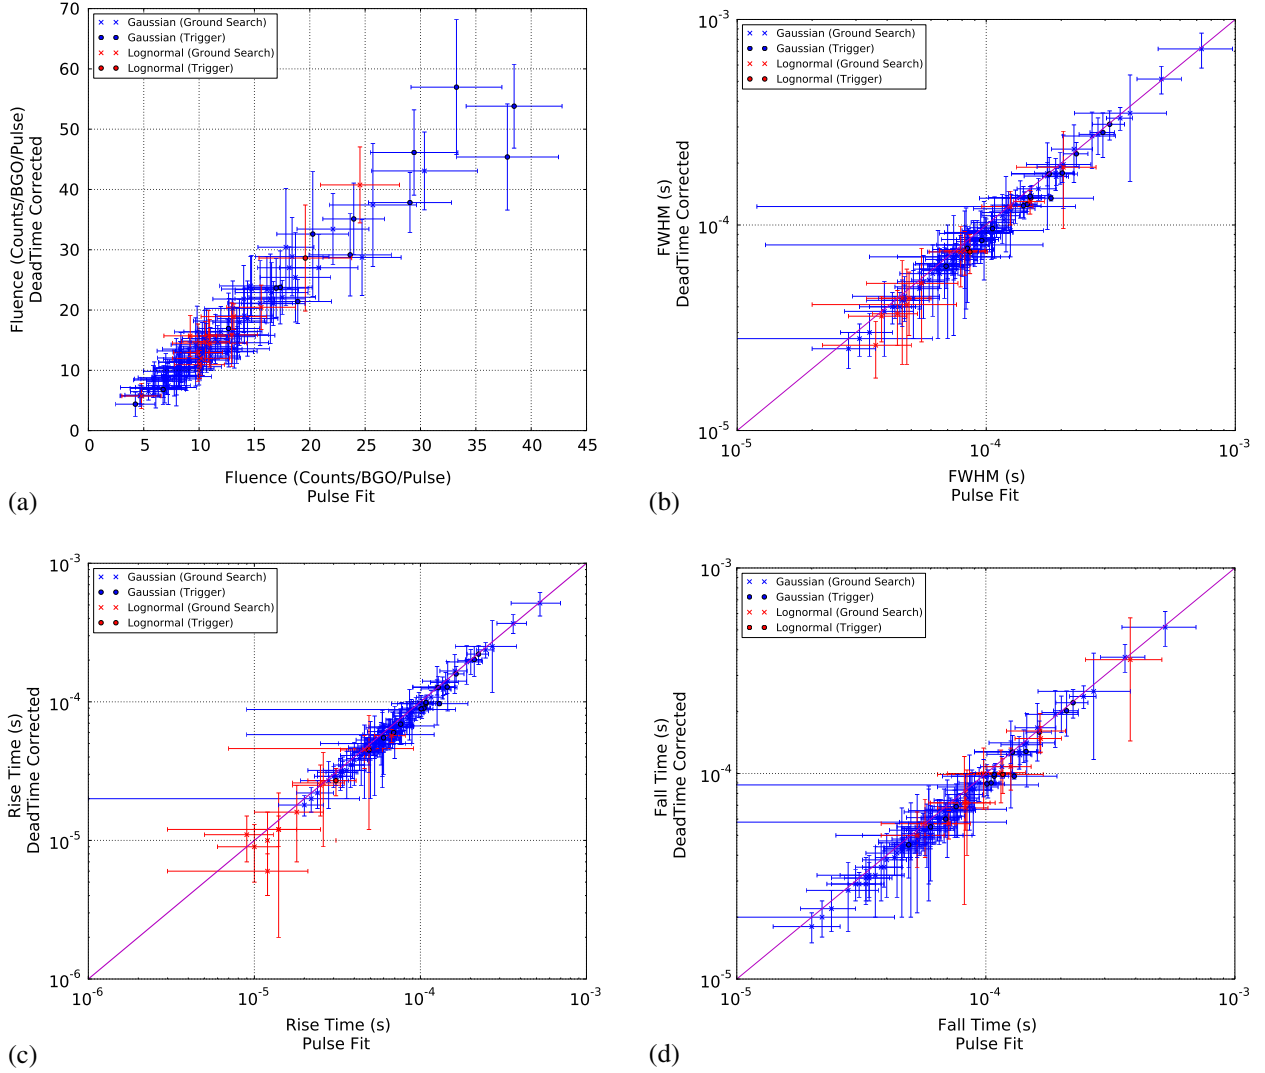 70
60
50
40
30
20
10
0
0 5 10 15 20 25 30 35 40 45
Gaussian (Ground Search)
Gaussian (Trigger)
Lognormal (Ground Search)
Lognormal (Trigger)
Fluence (Counts/BGO/Pulse)
DeadTime Corrected
Fluence (Counts/BGO/Pulse)
Pulse Fit
(a)
10^-3
10^-4
10^-5
10^-5 10^-4 10^-3
Gaussian (Ground Search)
Gaussian (Trigger)
Lognormal (Ground Search)
Lognormal (Trigger)
FWHM (s)
DeadTime Corrected
FWHM (s)
Pulse Fit
(b)
10^-3
10^-4
10^-5
10^-6
10^-6 10^-5 10^-4 10^-3
Gaussian (Ground Search)
Gaussian (Trigger)
Lognormal (Ground Search)
Lognormal (Trigger)
Rise Time (s)
DeadTime Corrected
Rise Time (s)
Pulse Fit
(c)
10^-3
10^-4
10^-5
10^-5 10^-4 10^-3
Gaussian (Ground Search)
Gaussian (Trigger)
Lognormal (Ground Search)
Lognormal (Trigger)
Fall Time (s)
DeadTime Corrected
Fall Time (s)
Pulse Fit
(d)